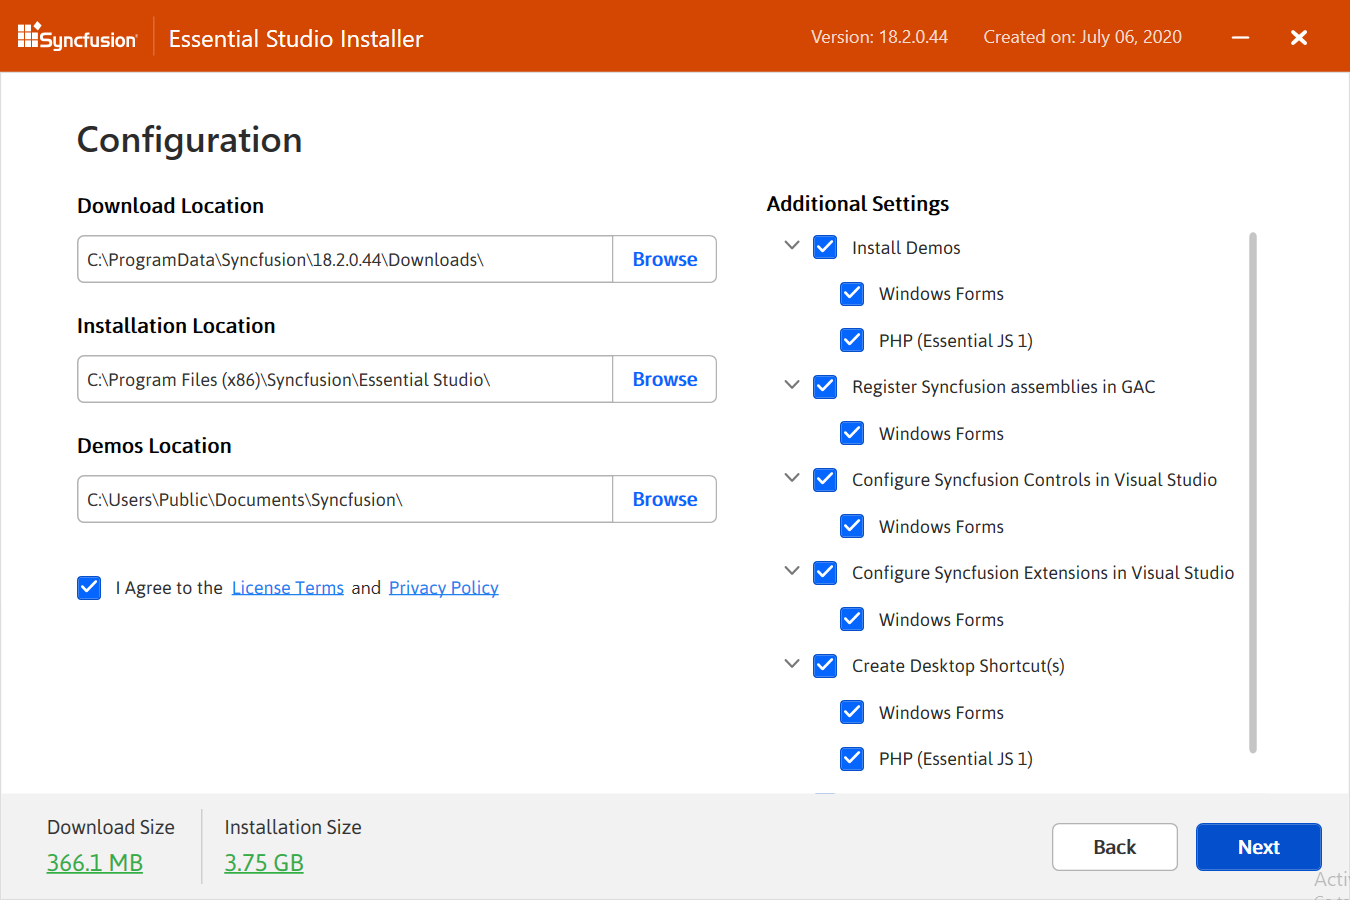 Syncfusion
Essential Studio Installer
Version: 18.2.0.44
Created on: July 06, 2020
Configuration
Download Location
C:\ProgramData\Syncfusion\18.2.0.44\Downloads\
Browse
Installation Location
C:\Program Files (x86)\Syncfusion\Essential Studio\
Browse
Demos Location
C:\Users\Public\Documents\Syncfusion\
Browse
I Agree to the License Terms and Privacy Policy
Additional Settings
Install Demos
Windows Forms
PHP (Essential JS 1)
Register Syncfusion assemblies in GAC
Windows Forms
Configure Syncfusion Controls in Visual Studio
Windows Forms
Configure Syncfusion Extensions in Visual Studio
Windows Forms
Create Desktop Shortcut(s)
Windows Forms
PHP (Essential JS 1)
Download Size
366.1 MB
Installation Size
3.75 GB
Back
Next
Acti